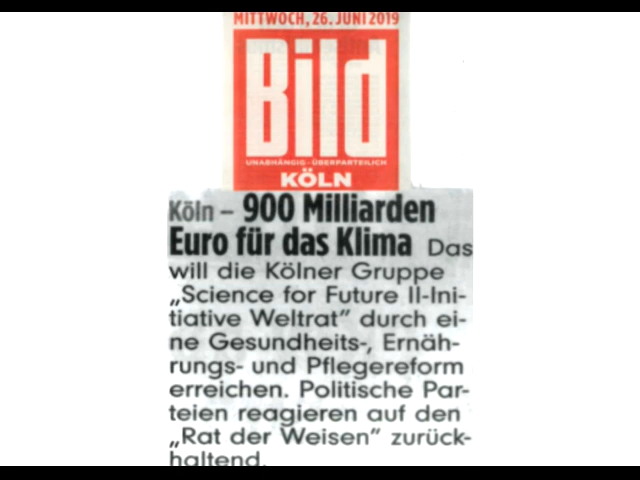 MITTWOCH, 26. JUNI 2019
Bild
UNABHÄNGIG · ÜBERPARTEILICH
KÖLN
Köln – 900 Milliarden
Euro für das Klima Das
will die Kölner Gruppe
„Science for Future II-Ini-
tiative Weltrat” durch ei-
ne Gesundheits-, Ernäh-
rungs- und Pflegereform
erreichen. Politische Par-
teien reagieren auf den
„Rat der Weisen” zurück-
haltend.